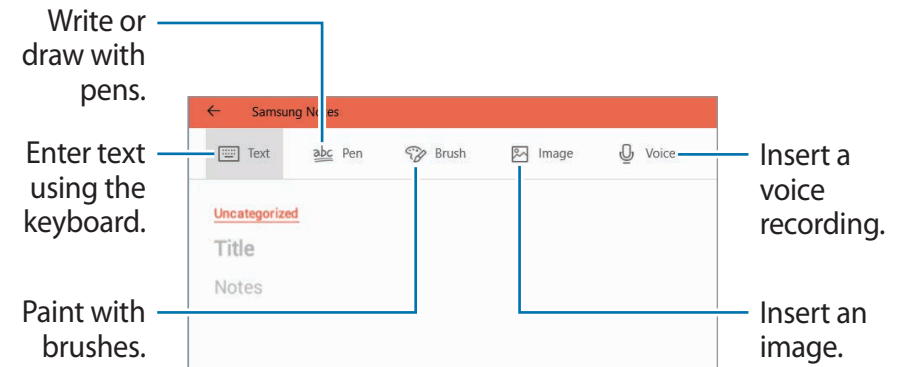 Write or
draw with
pens.
Samsung Notes
Enter text
using the
keyboard.
Text
abc Pen
Brush
Image
Voice
Insert a
voice
recording.
Uncategorized
Title
Notes
Paint with
brushes.
Insert an
image.